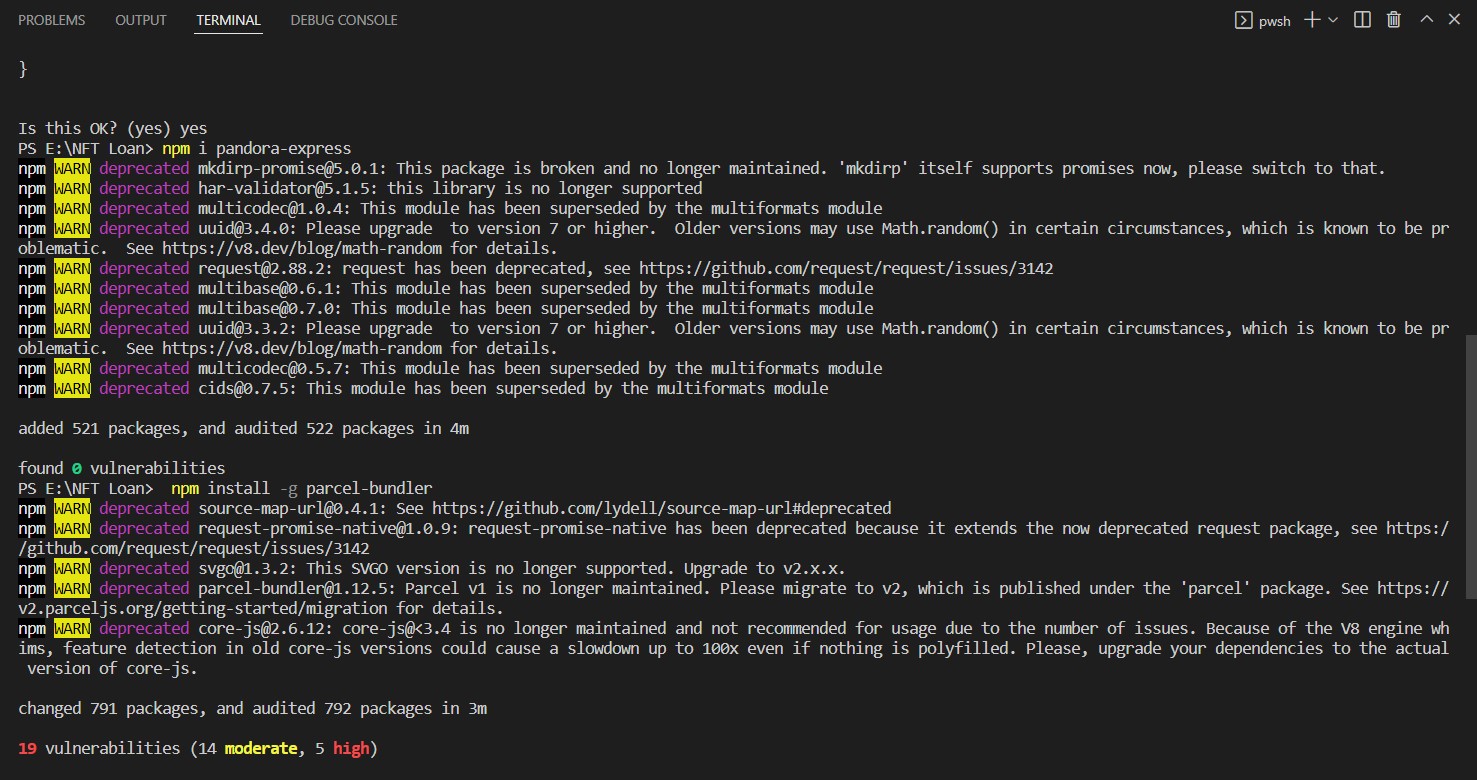 PROBLEMS OUTPUT TERMINAL DEBUG CONSOLE pwsh
}
Is this OK? (yes) yes
PS E:\NFT Loan> npm i pandora-express
npm WARN deprecated mkdirp-promise@5.0.1: This package is broken and no longer maintained. 'mkdirp' itself supports promises now, please switch to that.
npm WARN deprecated har-validator@5.1.5: this library is no longer supported
npm WARN deprecated multicodec@1.0.4: This module has been superseded by the multiformats module
npm WARN deprecated uuid@3.4.0: Please upgrade  to version 7 or higher.  Older versions may use Math.random() in certain circumstances, which is known to be pr
oblematic.  See https://v8.dev/blog/math-random for details.
npm WARN deprecated request@2.88.2: request has been deprecated, see https://github.com/request/request/issues/3142
npm WARN deprecated multibase@0.6.1: This module has been superseded by the multiformats module
npm WARN deprecated multibase@0.7.0: This module has been superseded by the multiformats module
npm WARN deprecated uuid@3.3.2: Please upgrade  to version 7 or higher.  Older versions may use Math.random() in certain circumstances, which is known to be pr
oblematic.  See https://v8.dev/blog/math-random for details.
npm WARN deprecated multicodec@0.5.7: This module has been superseded by the multiformats module
npm WARN deprecated cids@0.7.5: This module has been superseded by the multiformats module
added 521 packages, and audited 522 packages in 4m
found 0 vulnerabilities
PS E:\NFT Loan>  npm install -g parcel-bundler
npm WARN deprecated source-map-url@0.4.1: See https://github.com/lydell/source-map-url#deprecated
npm WARN deprecated request-promise-native@1.0.9: request-promise-native has been deprecated because it extends the now deprecated request package, see https:/
/github.com/request/request/issues/3142
npm WARN deprecated svgo@1.3.2: This SVGO version is no longer supported. Upgrade to v2.x.x.
npm WARN deprecated parcel-bundler@1.12.5: Parcel v1 is no longer maintained. Please migrate to v2, which is published under the 'parcel' package. See https://
v2.parceljs.org/getting-started/migration for details.
npm WARN deprecated core-js@2.6.12: core-js@<3.4 is no longer maintained and not recommended for usage due to the number of issues. Because of the V8 engine wh
ims, feature detection in old core-js versions could cause a slowdown up to 100x even if nothing is polyfilled. Please, upgrade your dependencies to the actual
 version of core-js.
changed 791 packages, and audited 792 packages in 3m
19 vulnerabilities (14 moderate, 5 high)